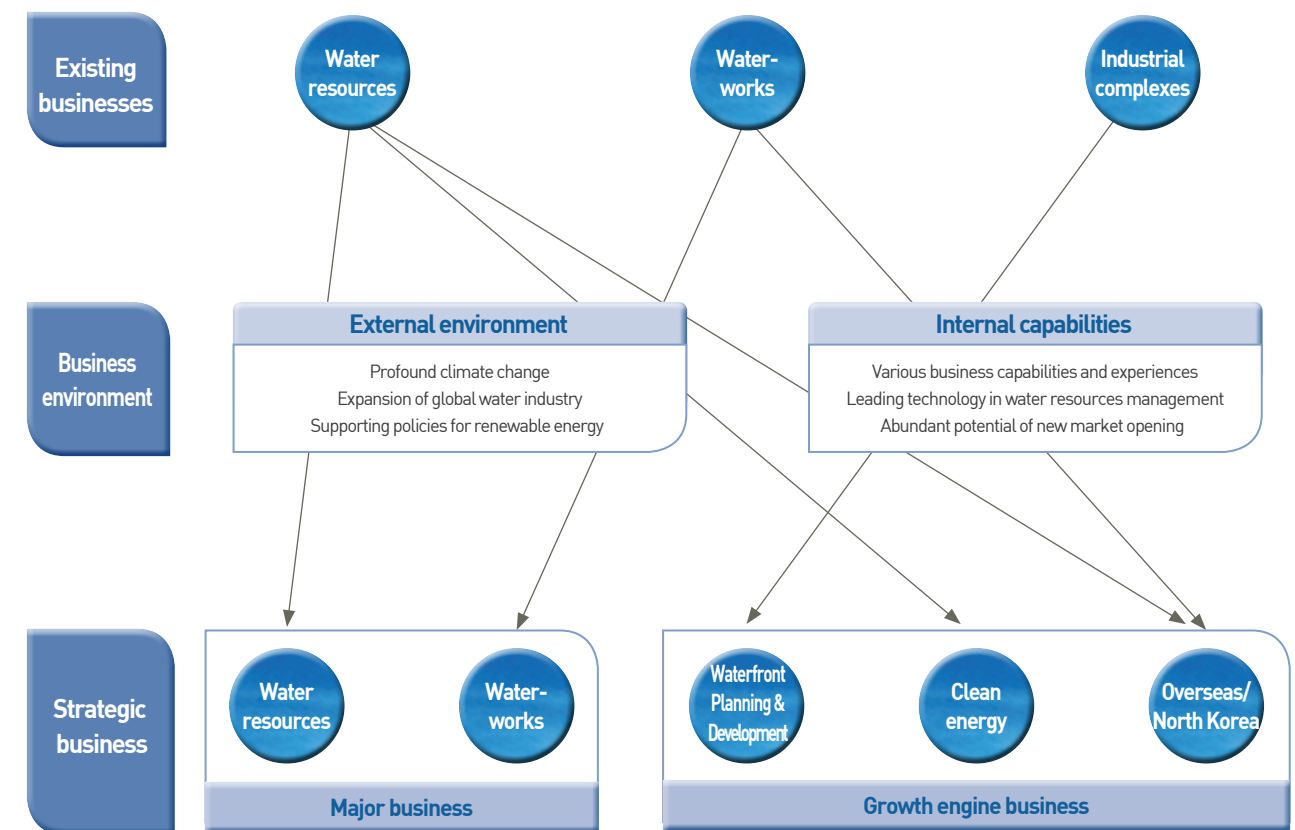 Existing
businesses
Water
resources
Water-
works
Industrial
complexes
Business
environment
External environment
Profound climate change
Expansion of global water industry
Supporting policies for renewable energy
Internal capabilities
Various business capabilities and experiences
Leading technology in water resources management
Abundant potential of new market opening
Strategic
business
Water
resources
Water-
works
Major business
Waterfront
Planning &
Development
Clean
energy
Overseas/
North Korea
Growth engine business